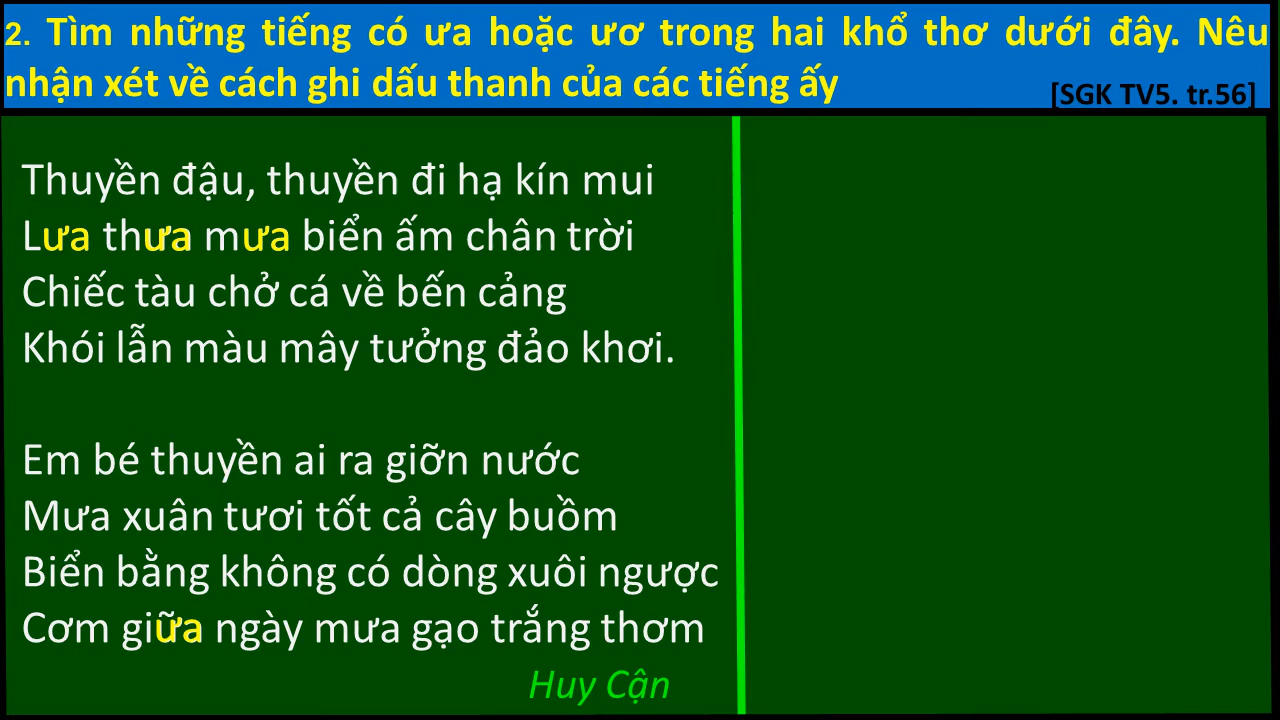 2. Tìm những tiếng có ưa hoặc ươ trong hai khổ thơ dưới đây. Nêu
nhận xét về cách ghi dấu thanh của các tiếng ấy
[SGK TV5. tr.56]
Thuyền đậu, thuyền đi hạ kín mui
Lưa thưa mưa biển ấm chân trời
Chiếc tàu chở cá về bến cảng
Khói lẫn màu mây tưởng đảo khơi.
Em bé thuyền ai ra giỡn nước
Mưa xuân tươi tốt cả cây buồm
Biển bằng không có dòng xuôi ngược
Cơm giữa ngày mưa gạo trắng thơm
Huy Cận